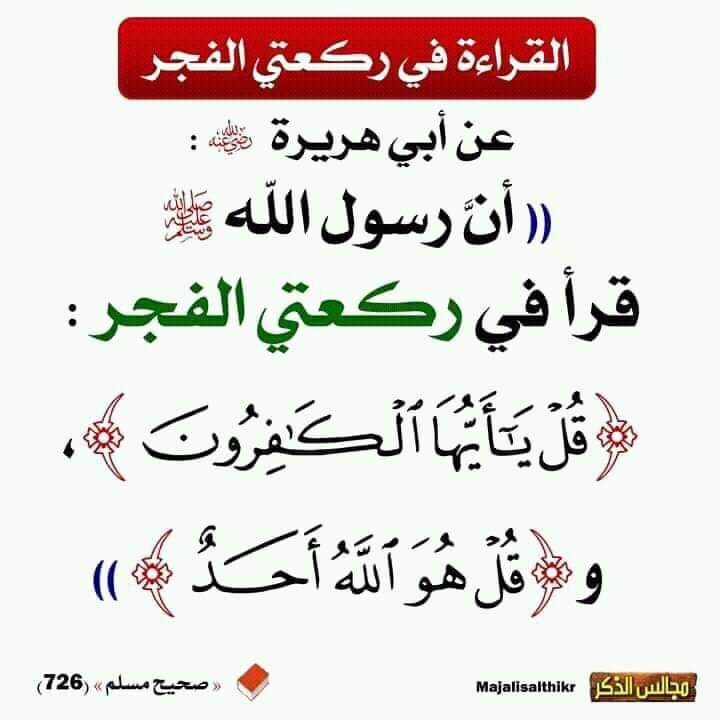 القراءة في ركعتي الفجر
عن أبي هريرة رضي الله عنه :
(( أنَّ رسول اللّه صلى الله عليه وسلم
قرأ في ركعتي الفجر :
﴿قُلْ يَٰٓأَيُّهَا ٱلْكَٰفِرُونَ﴾ ،
و ﴿قُلْ هُوَ ٱللَّهُ أَحَدٌ﴾ ))
« صحيح مسلم » (726)
Majalisalthikr
مجالس الذكر